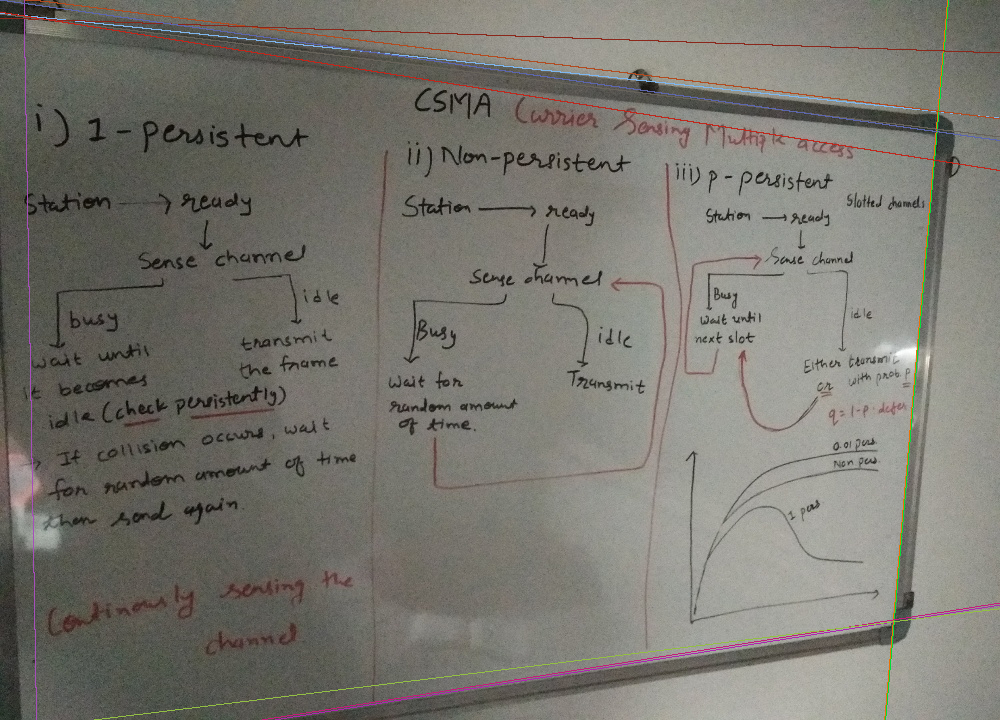 CSMA Carrier Sensing Multiple access
i) 1-persistent
Station → ready
Sense channel
busy
idle
wait until
it becomes
idle (check persistently)
transmit
the frame
→ If collision occurs, wait
for random amount of time
then send again.
Continously sensing the
channel
ii) Non-persistent
Station → ready
Sense channel
Busy
idle
wait for
random amount
of time.
Transmit
iii) p-persistent
Slotted channels
Station → ready
Sense channel
Busy
idle
wait until
next slot
Either transmit
or with prob. p
q = 1-p. defer
0.01 pers.
Non pers.
1 pers